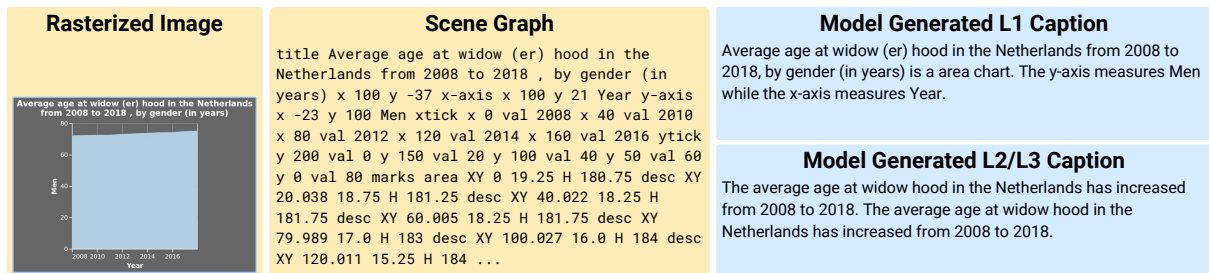 Rasterized Image
Average age at widow (er) hood in the Netherlands
from 2008 to 2018 , by gender (in years)
80
60
40
20
0
Men
2008 2010 2012 2014 2016
Year
Scene Graph
title Average age at widow (er) hood in the
Netherlands from 2008 to 2018 , by gender (in
years) x 100 y -37 x-axis x 100 y 21 Year y-axis
x -23 y 100 Men xtick x 0 val 2008 x 40 val 2010
x 80 val 2012 x 120 val 2014 x 160 val 2016 ytick
y 200 val 0 y 150 val 20 y 100 val 40 y 50 val 60
y 0 val 80 marks area XY 0 19.25 H 180.75 desc XY
20.038 18.75 H 181.25 desc XY 40.022 18.25 H
181.75 desc XY 60.005 18.25 H 181.75 desc XY
79.989 17.0 H 183 desc XY 100.027 16.0 H 184 desc
XY 120.011 15.25 H 184 ...
Model Generated L1 Caption
Average age at widow (er) hood in the Netherlands from 2008 to
2018, by gender (in years) is a area chart. The y-axis measures Men
while the x-axis measures Year.
Model Generated L2/L3 Caption
The average age at widow hood in the Netherlands has increased
from 2008 to 2018. The average age at widow hood in the
Netherlands has increased from 2008 to 2018.